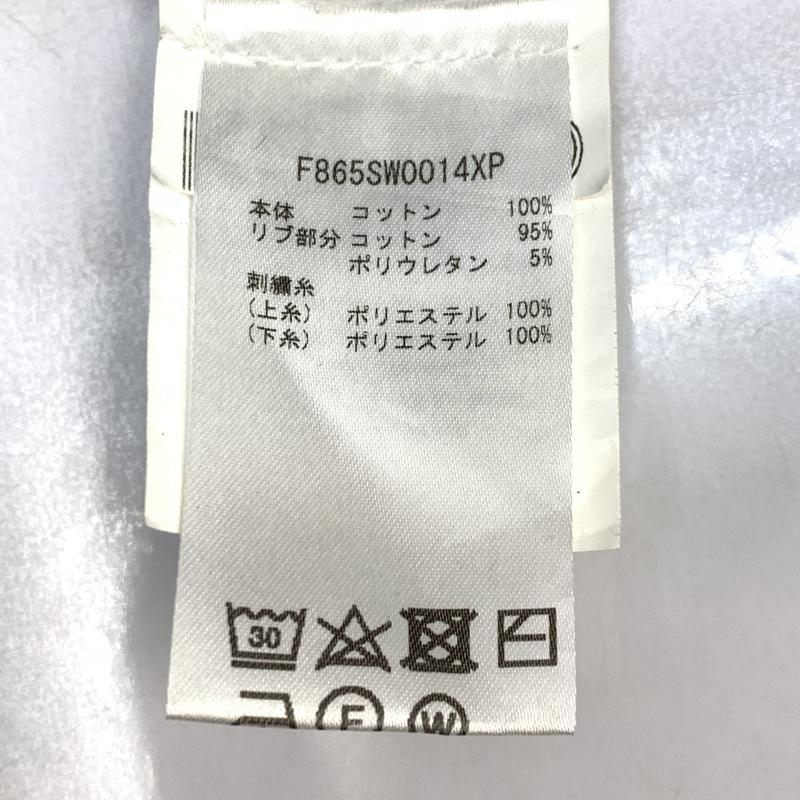 F865SW0014XP
本体 コットン 100%
リブ部分 コットン 95%
ポリウレタン 5%
刺繍糸
(上糸) ポリエステル 100%
(下糸) ポリエステル 100%
30
F W